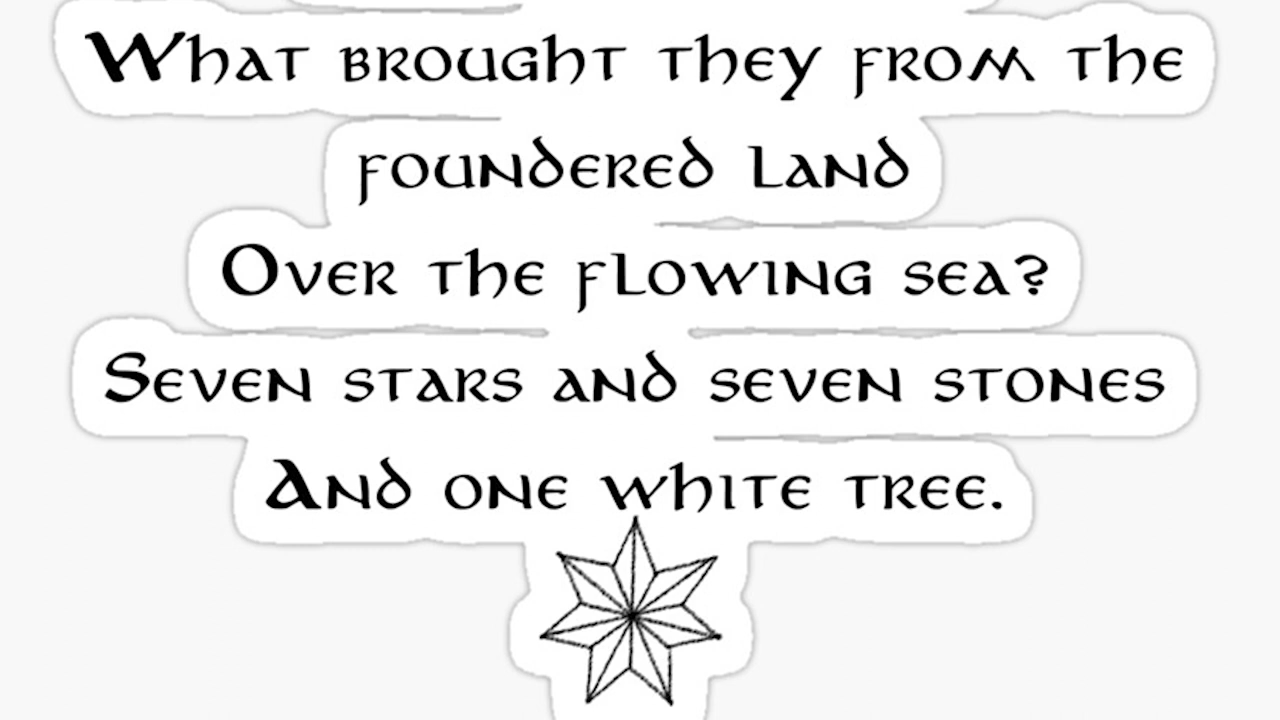 What brought they from the
foundered land
Over the flowing sea?
Seven stars and seven stones
And one white tree.